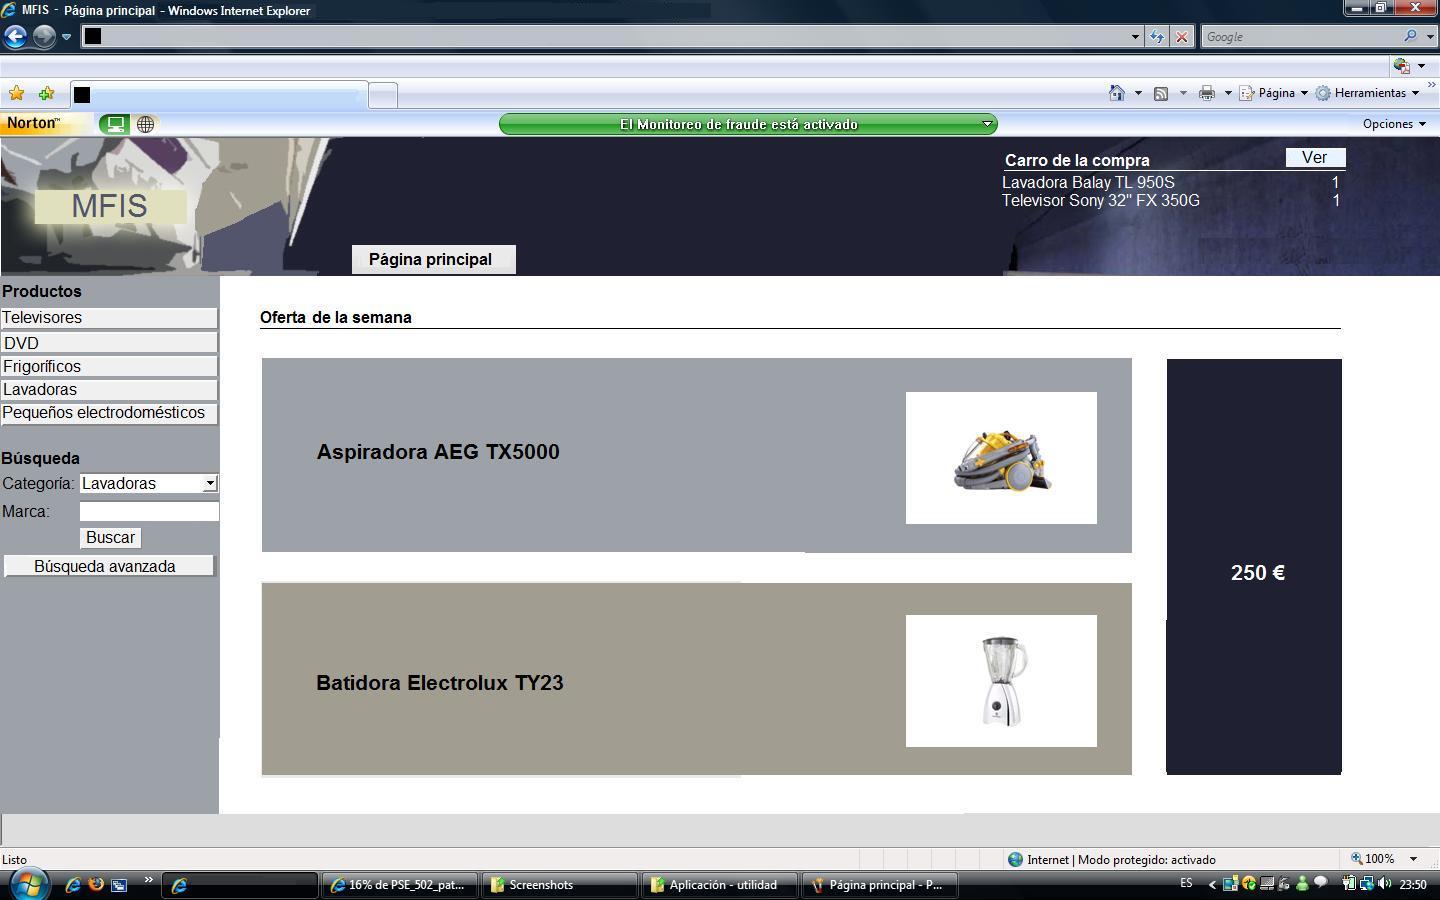 MFIS - Página principal - Windows Internet Explorer
Google
Página
Herramientas
Norton™
El Monitoreo de fraude está activado
Opciones
MFIS
Carro de la compra
Ver
Lavadora Balay TL 950S 1
Televisor Sony 32" FX 350G 1
Página principal
Productos
Televisores
DVD
Frigoríficos
Lavadoras
Pequeños electrodomésticos
Búsqueda
Categoría: Lavadoras
Marca:
Buscar
Búsqueda avanzada
Oferta de la semana
Aspiradora AEG TX5000
Batidora Electrolux TY23
250 €
Listo
Internet | Modo protegido: activado
100%
16% de PSE_502_pat...
Screenshots
Aplicación - utilidad
Página principal - P...
ES
23:50